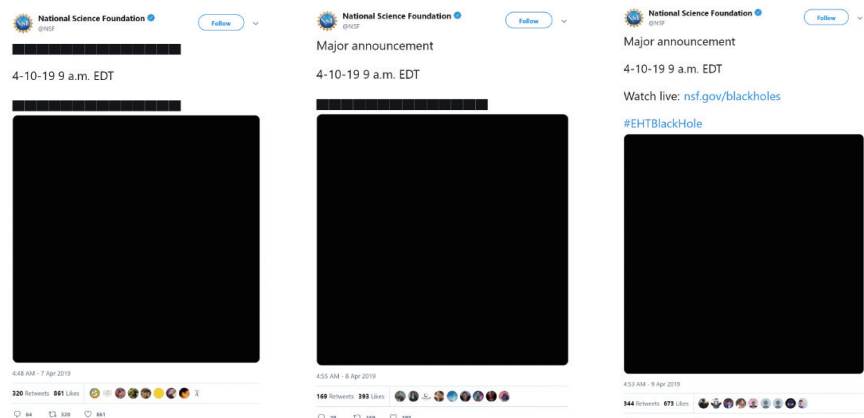 National Science Foundation
@NSF
Follow
4-10-19 9 a.m. EDT
4:48 AM - 7 Apr 2019
320 Retweets 861 Likes
64 320 861
National Science Foundation
@NSF
Follow
Major announcement
4-10-19 9 a.m. EDT
4:55 AM - 8 Apr 2019
169 Retweets 393 Likes
National Science Foundation
@NSF
Follow
Major announcement
4-10-19 9 a.m. EDT
Watch live: nsf.gov/blackholes
#EHTBlackHole
4:53 AM - 9 Apr 2019
344 Retweets 673 Likes